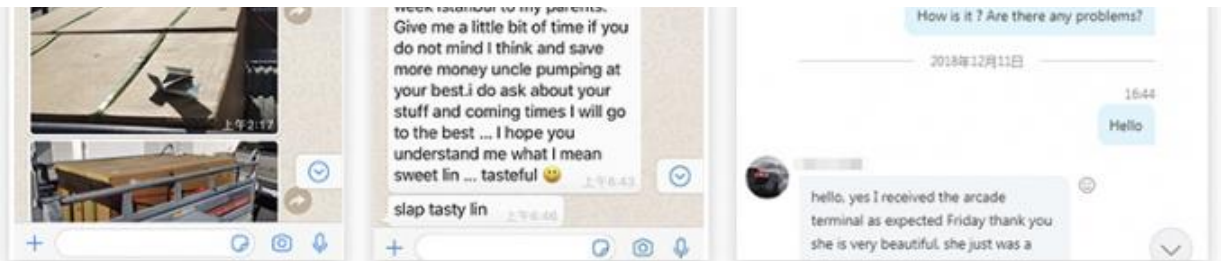 上午2:17
week istanbul to my parents.
Give me a little bit of time if you
do not mind I think and save
more money uncle pumping at
your best.i do ask about your
stuff and coming times I will go
to the best ... I hope you
understand me what I mean
sweet lin ... tasteful 😀
上午6:43
slap tasty lin
上午6:46
How is it ? Are there any problems?
2018年12月11日
16:44
Hello
hello, yes I received the arcade
terminal as expected Friday thank you
she is very beautiful. she just was a